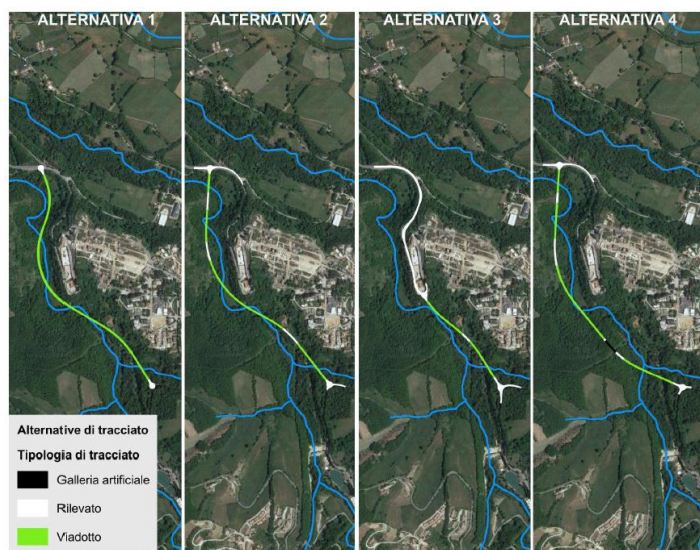 ALTERNATIVA 1
ALTERNATIVA 2
ALTERNATIVA 3
ALTERNATIVA 4
Alternative di tracciato
Tipologia di tracciato
Galleria artificiale
Rilevato
Viadotto